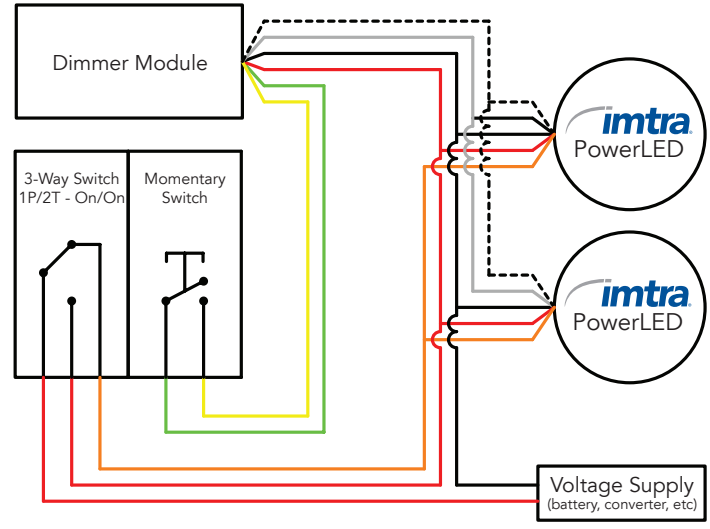 Dimmer Module
3-Way Switch
1P/2T - On/On
Momentary
Switch
imtra
PowerLED
imtra
PowerLED
Voltage Supply
(battery, converter, etc)